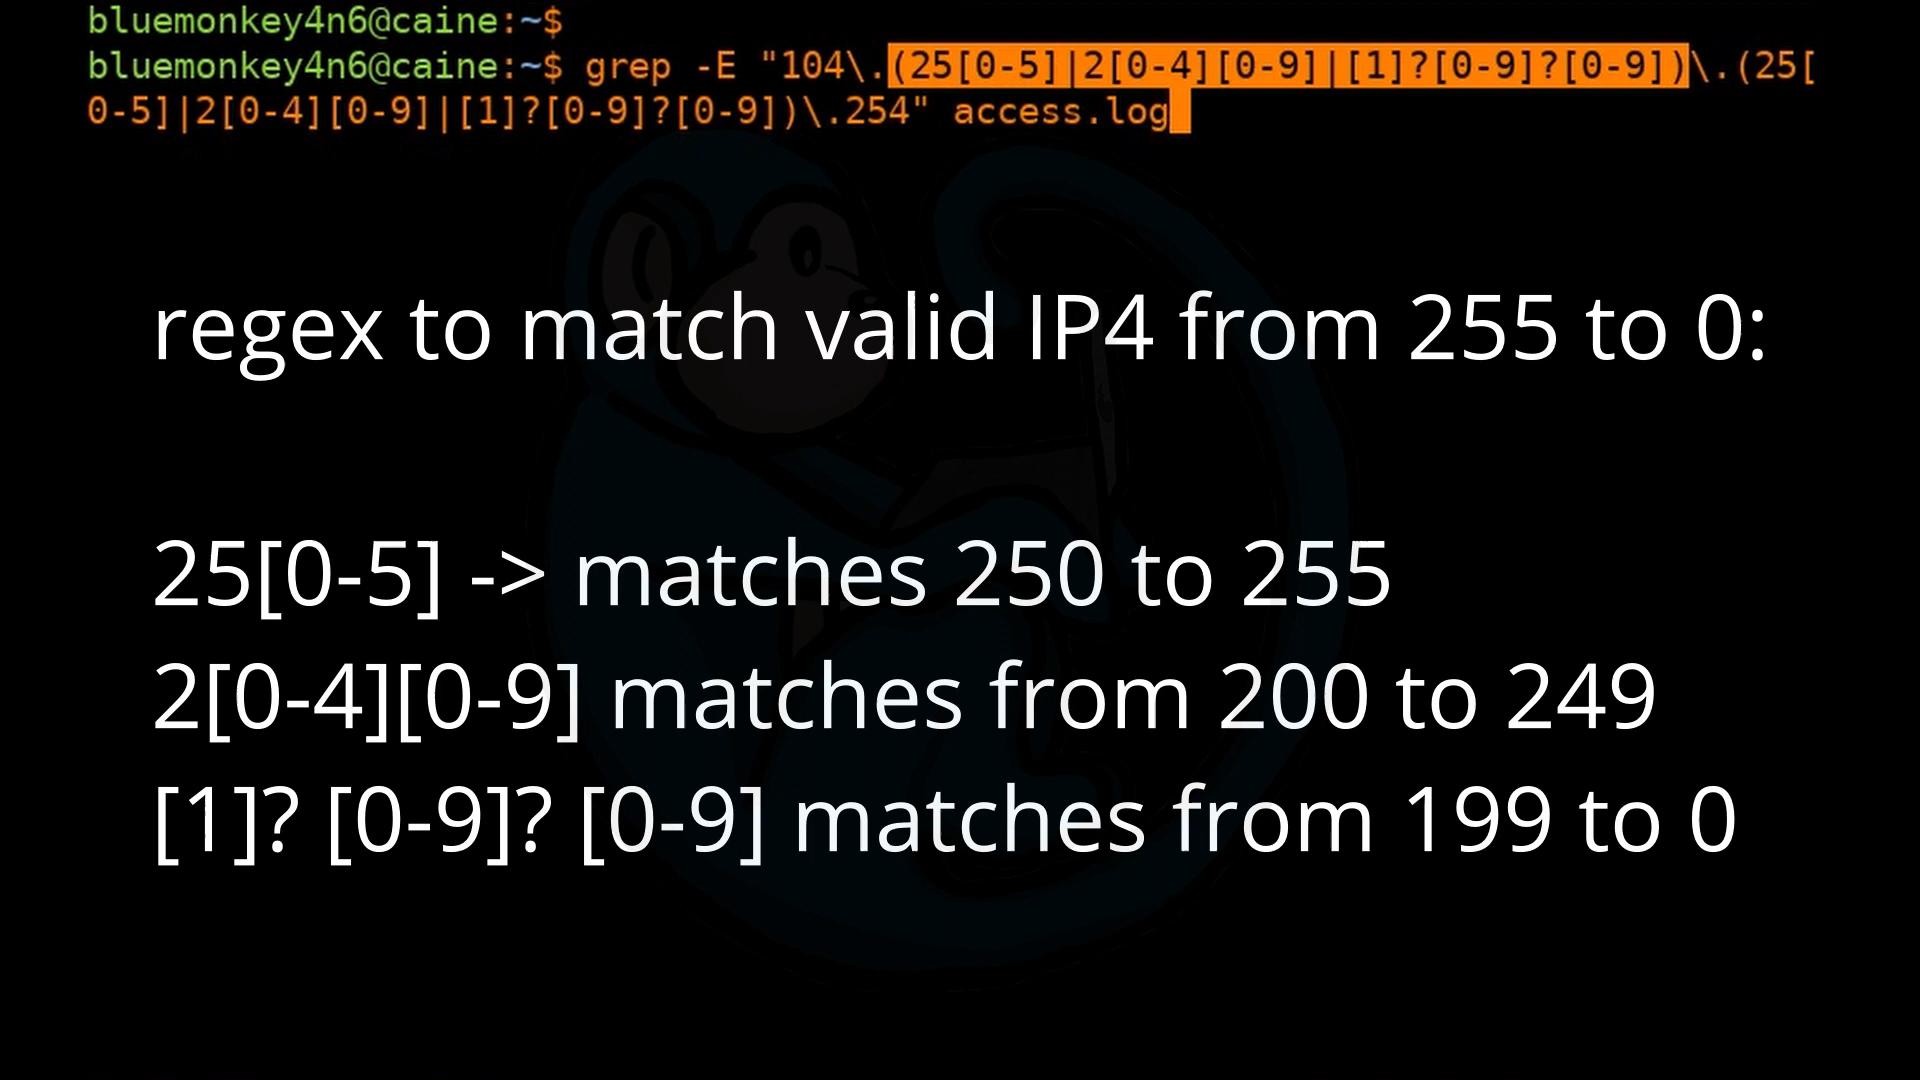 bluemonkey4n6@caine:~$
bluemonkey4n6@caine:~$ grep -E "104\.(25[0-5]|2[0-4][0-9]|[1]?[0-9]?[0-9])\.(25[
0-5]|2[0-4][0-9]|[1]?[0-9]?[0-9])\.254" access.log
regex to match valid IP4 from 255 to 0:
25[0-5] -> matches 250 to 255
2[0-4][0-9] matches from 200 to 249
[1]? [0-9]? [0-9] matches from 199 to 0